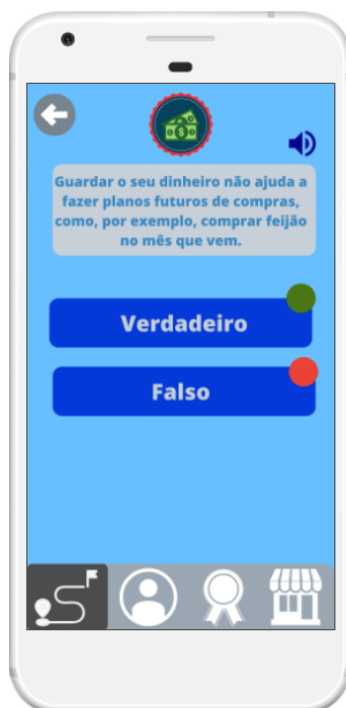 Guardar o seu dinheiro não ajuda a
fazer planos futuros de compras,
como, por exemplo, comprar feijão
no mês que vem.
Verdadeiro
Falso